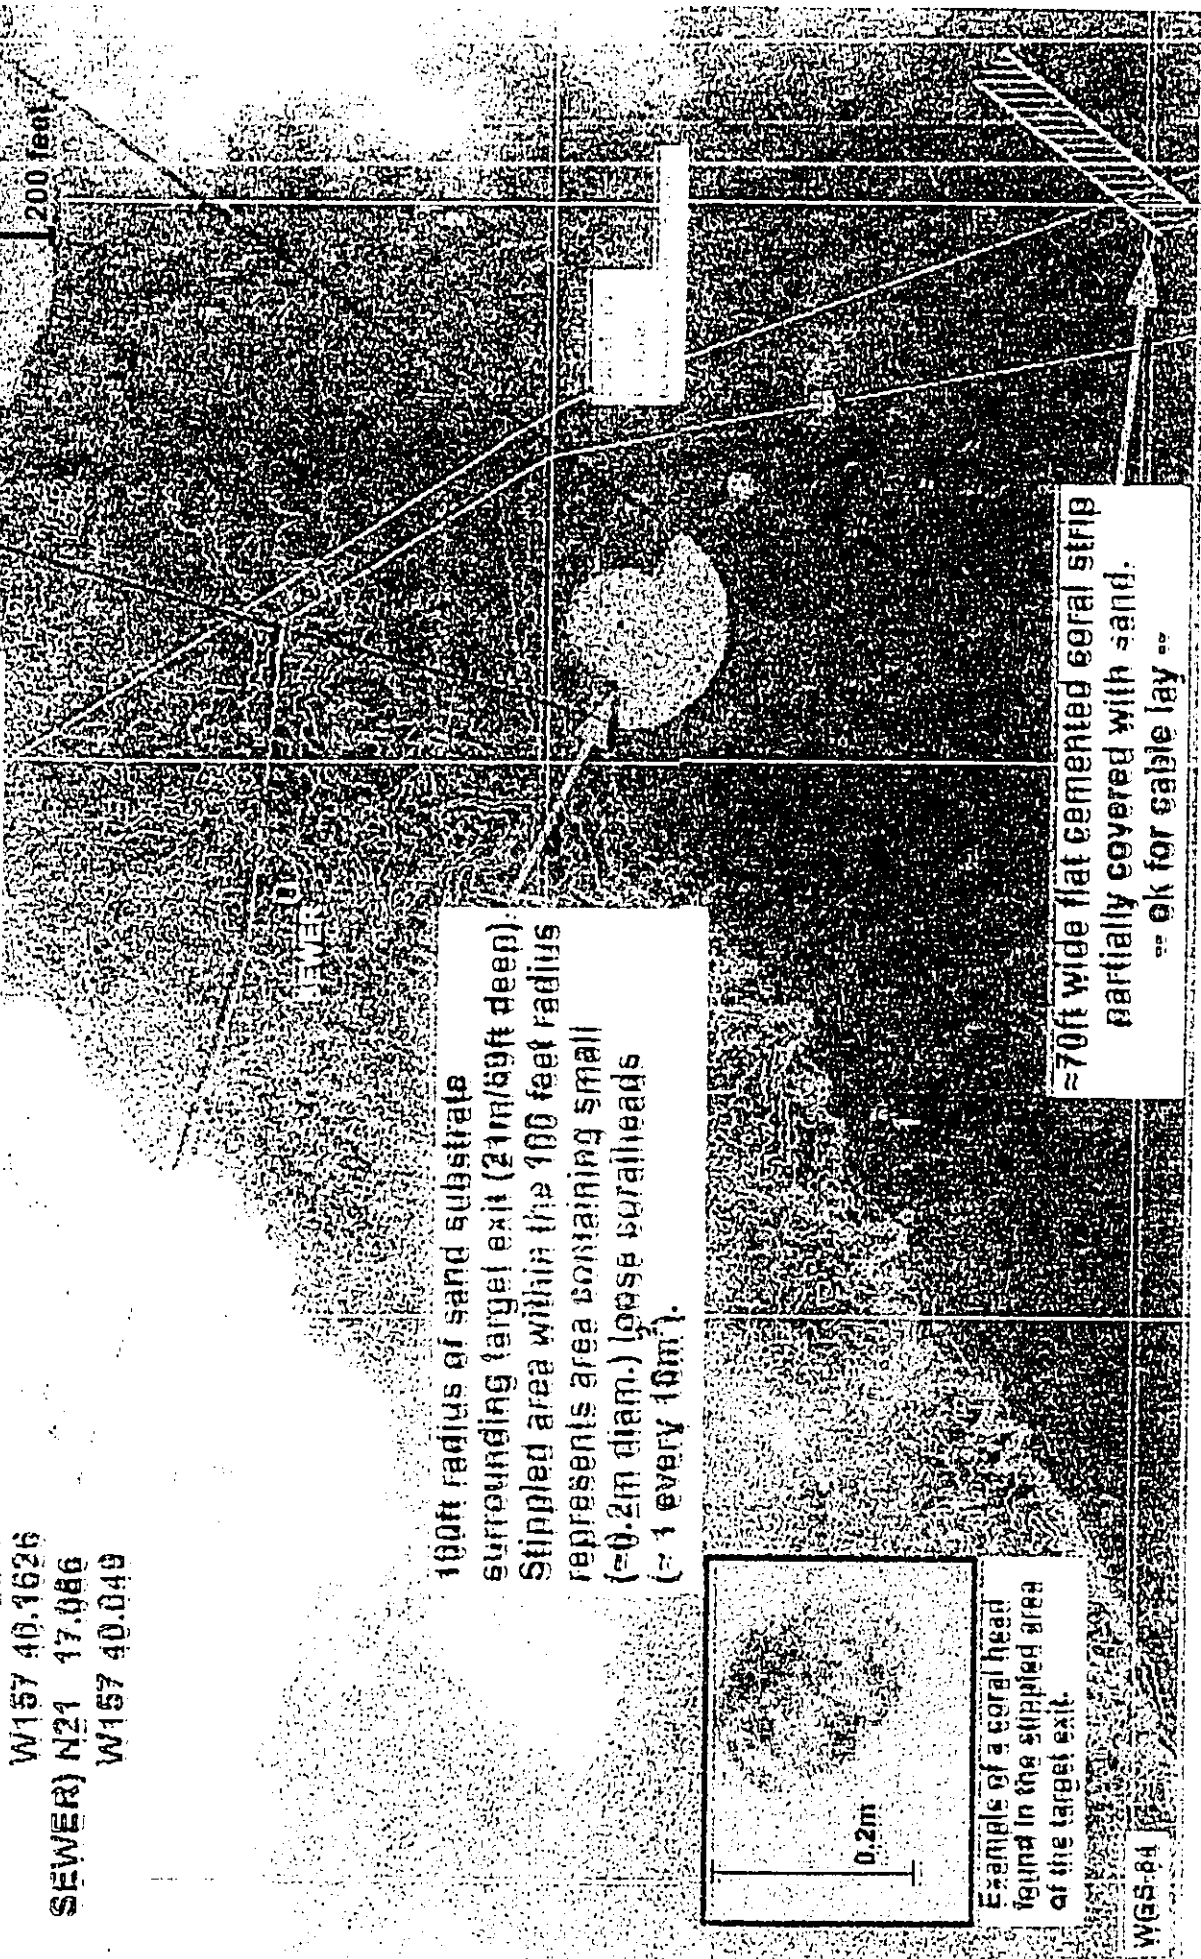 W157 40.1626
SEWER) N21 17.086
W157 40.049
200 feet
SEWER
100ft radius of sand substrate
surrounding target exit (21m/69ft deep).
Stippled area within the 100 feet radius
represents area containing small
(≈0.2m diam.) loose coralheads
(≈ 1 every 10m²).
≈70ft wide flat cemented coral strip
partially covered with sand.
-- ok for cable lay --
0.2m
Example of a coral head
found in the stippled area
of the target exit.
WGS-84